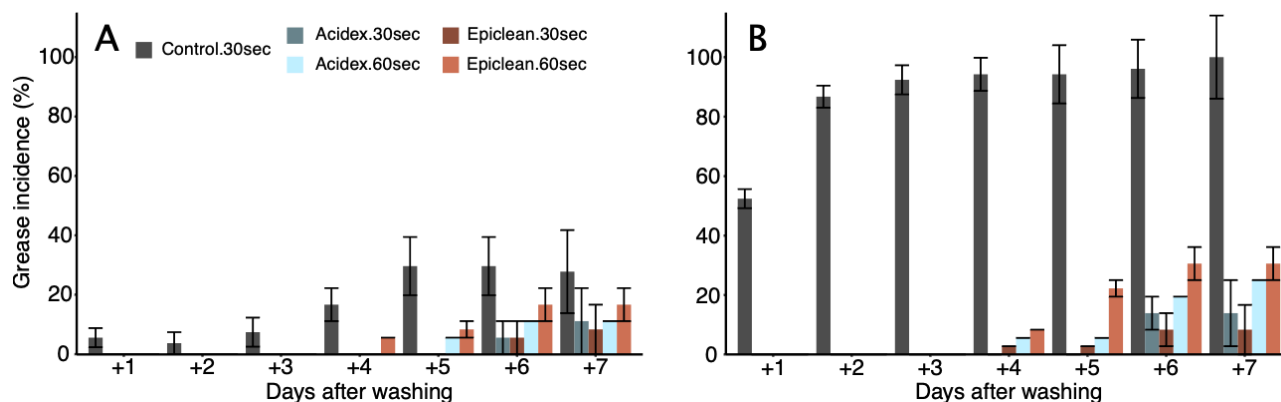 A
Control.30sec
Acidex.30sec
Acidex.60sec
Epiclean.30sec
Epiclean.60sec
Grease incidence (%)
100
80
60
40
20
0
+1 +2 +3 +4 +5 +6 +7
Days after washing
B
100
80
60
40
20
0
+1 +2 +3 +4 +5 +6 +7
Days after washing